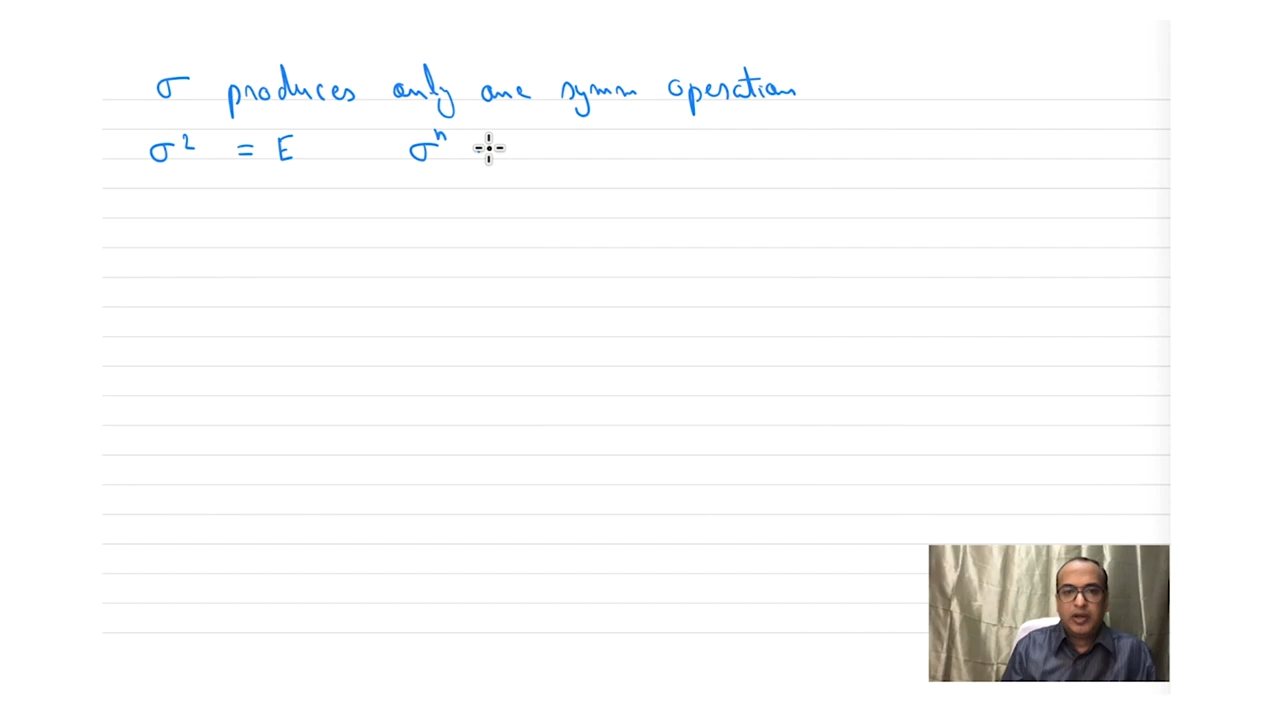 σ produces only one symm operation
σ² = E σⁿ